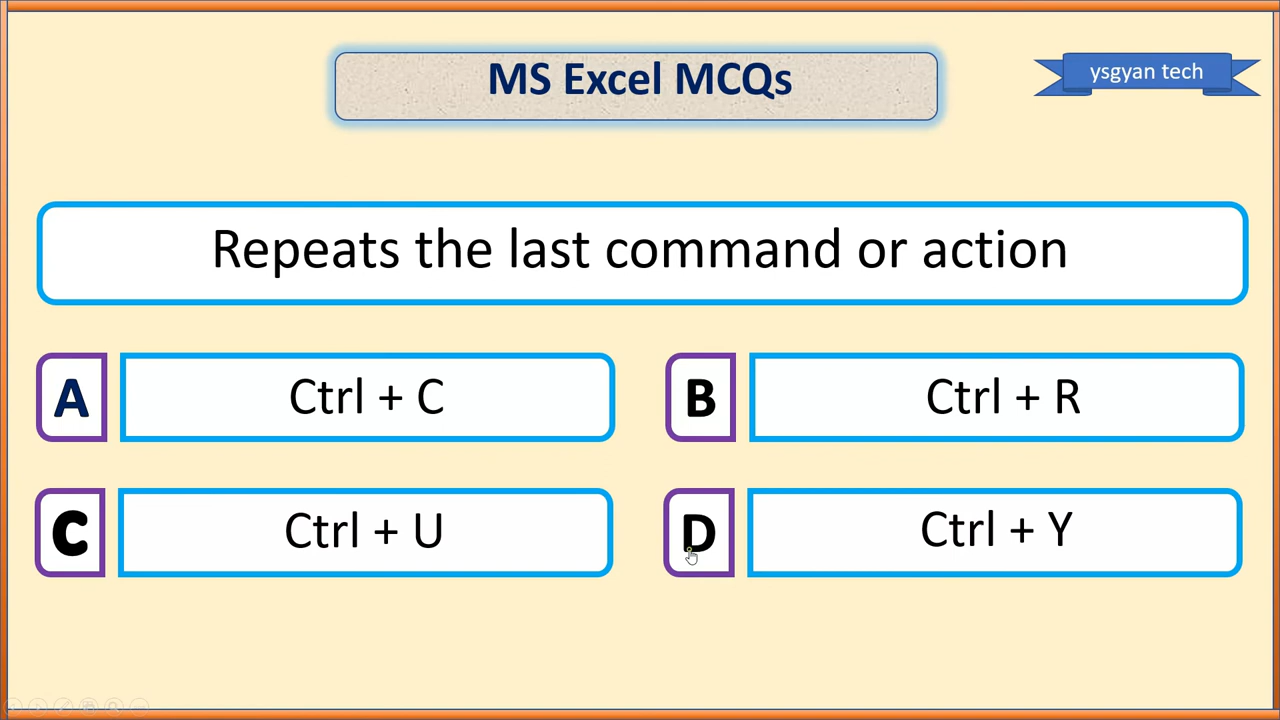 MS Excel MCQs
ysgyan tech
Repeats the last command or action
A
Ctrl + C
B
Ctrl + R
C
Ctrl + U
D
Ctrl + Y